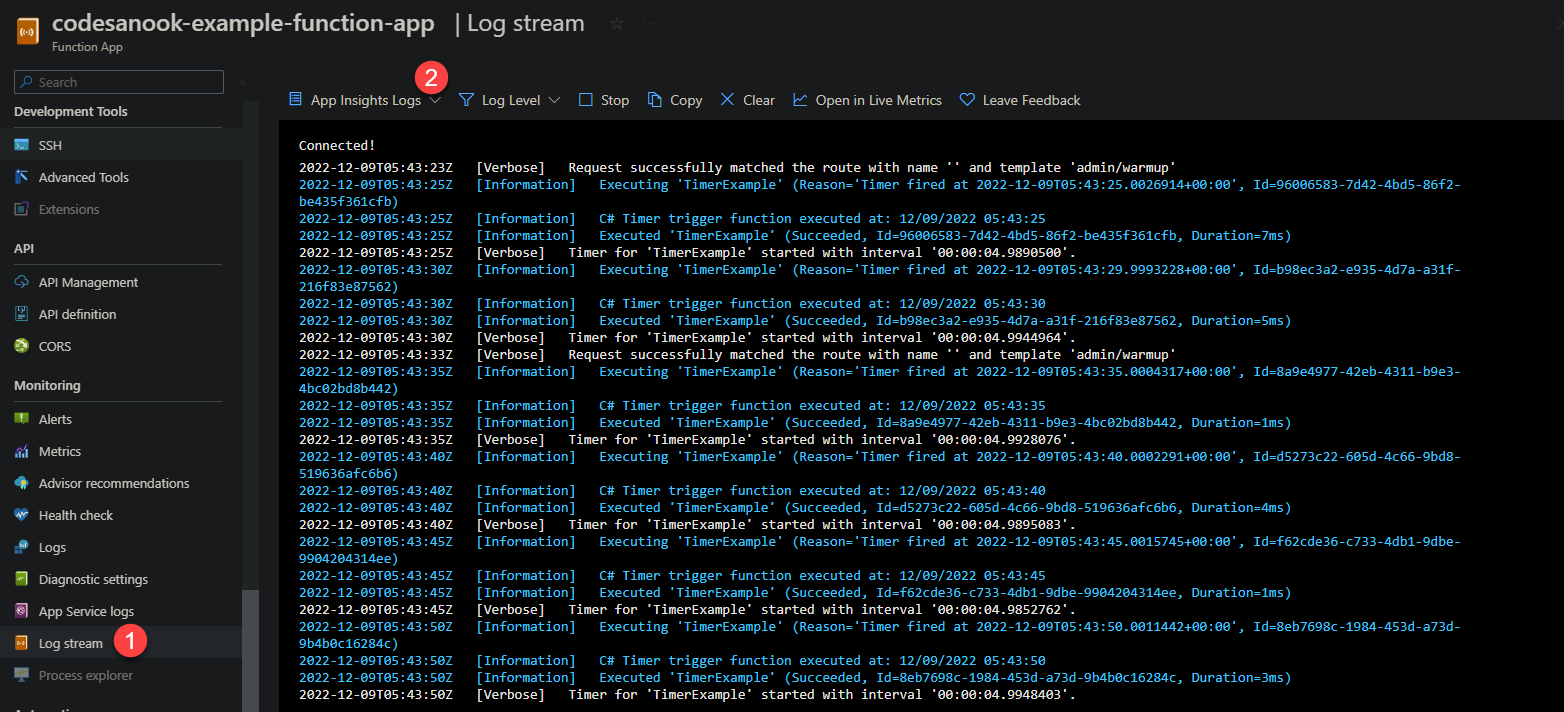 codesanook-example-function-app | Log stream
Function App
Search
Development Tools
SSH
Advanced Tools
Extensions
API
API Management
API definition
CORS
Monitoring
Alerts
Metrics
Advisor recommendations
Health check
Logs
Diagnostic settings
App Service logs
Log stream 1
Process explorer
2
App Insights Logs Log Level Stop Copy Clear Open in Live Metrics Leave Feedback
Connected!
2022-12-09T05:43:23Z [Verbose] Request successfully matched the route with name '' and template 'admin/warmup'
2022-12-09T05:43:25Z [Information] Executing 'TimerExample' (Reason='Timer fired at 2022-12-09T05:43:25.0026914+00:00', Id=96006583-7d42-4bd5-86f2-
be435f361cfb)
2022-12-09T05:43:25Z [Information] C# Timer trigger function executed at: 12/09/2022 05:43:25
2022-12-09T05:43:25Z [Information] Executed 'TimerExample' (Succeeded, Id=96006583-7d42-4bd5-86f2-be435f361cfb, Duration=7ms)
2022-12-09T05:43:25Z [Verbose] Timer for 'TimerExample' started with interval '00:00:04.9890500'.
2022-12-09T05:43:30Z [Information] Executing 'TimerExample' (Reason='Timer fired at 2022-12-09T05:43:29.9993228+00:00', Id=b98ec3a2-e935-4d7a-a31f-
216f83e87562)
2022-12-09T05:43:30Z [Information] C# Timer trigger function executed at: 12/09/2022 05:43:30
2022-12-09T05:43:30Z [Information] Executed 'TimerExample' (Succeeded, Id=b98ec3a2-e935-4d7a-a31f-216f83e87562, Duration=5ms)
2022-12-09T05:43:30Z [Verbose] Timer for 'TimerExample' started with interval '00:00:04.9944964'.
2022-12-09T05:43:33Z [Verbose] Request successfully matched the route with name '' and template 'admin/warmup'
2022-12-09T05:43:35Z [Information] Executing 'TimerExample' (Reason='Timer fired at 2022-12-09T05:43:35.0004317+00:00', Id=8a9e4977-42eb-4311-b9e3-
4bc02bd8b442)
2022-12-09T05:43:35Z [Information] C# Timer trigger function executed at: 12/09/2022 05:43:35
2022-12-09T05:43:35Z [Information] Executed 'TimerExample' (Succeeded, Id=8a9e4977-42eb-4311-b9e3-4bc02bd8b442, Duration=1ms)
2022-12-09T05:43:35Z [Verbose] Timer for 'TimerExample' started with interval '00:00:04.9928076'.
2022-12-09T05:43:40Z [Information] Executing 'TimerExample' (Reason='Timer fired at 2022-12-09T05:43:40.0002291+00:00', Id=d5273c22-605d-4c66-9bd8-
519636afc6b6)
2022-12-09T05:43:40Z [Information] C# Timer trigger function executed at: 12/09/2022 05:43:40
2022-12-09T05:43:40Z [Information] Executed 'TimerExample' (Succeeded, Id=d5273c22-605d-4c66-9bd8-519636afc6b6, Duration=4ms)
2022-12-09T05:43:40Z [Verbose] Timer for 'TimerExample' started with interval '00:00:04.9895083'.
2022-12-09T05:43:45Z [Information] Executing 'TimerExample' (Reason='Timer fired at 2022-12-09T05:43:45.0015745+00:00', Id=f62cde36-c733-4db1-9dbe-
9904204314ee)
2022-12-09T05:43:45Z [Information] C# Timer trigger function executed at: 12/09/2022 05:43:45
2022-12-09T05:43:45Z [Information] Executed 'TimerExample' (Succeeded, Id=f62cde36-c733-4db1-9dbe-9904204314ee, Duration=1ms)
2022-12-09T05:43:45Z [Verbose] Timer for 'TimerExample' started with interval '00:00:04.9852762'.
2022-12-09T05:43:50Z [Information] Executing 'TimerExample' (Reason='Timer fired at 2022-12-09T05:43:50.0011442+00:00', Id=8eb7698c-1984-453d-a73d-
9b4b0c16284c)
2022-12-09T05:43:50Z [Information] C# Timer trigger function executed at: 12/09/2022 05:43:50
2022-12-09T05:43:50Z [Information] Executed 'TimerExample' (Succeeded, Id=8eb7698c-1984-453d-a73d-9b4b0c16284c, Duration=3ms)
2022-12-09T05:43:50Z [Verbose] Timer for 'TimerExample' started with interval '00:00:04.9948403'.